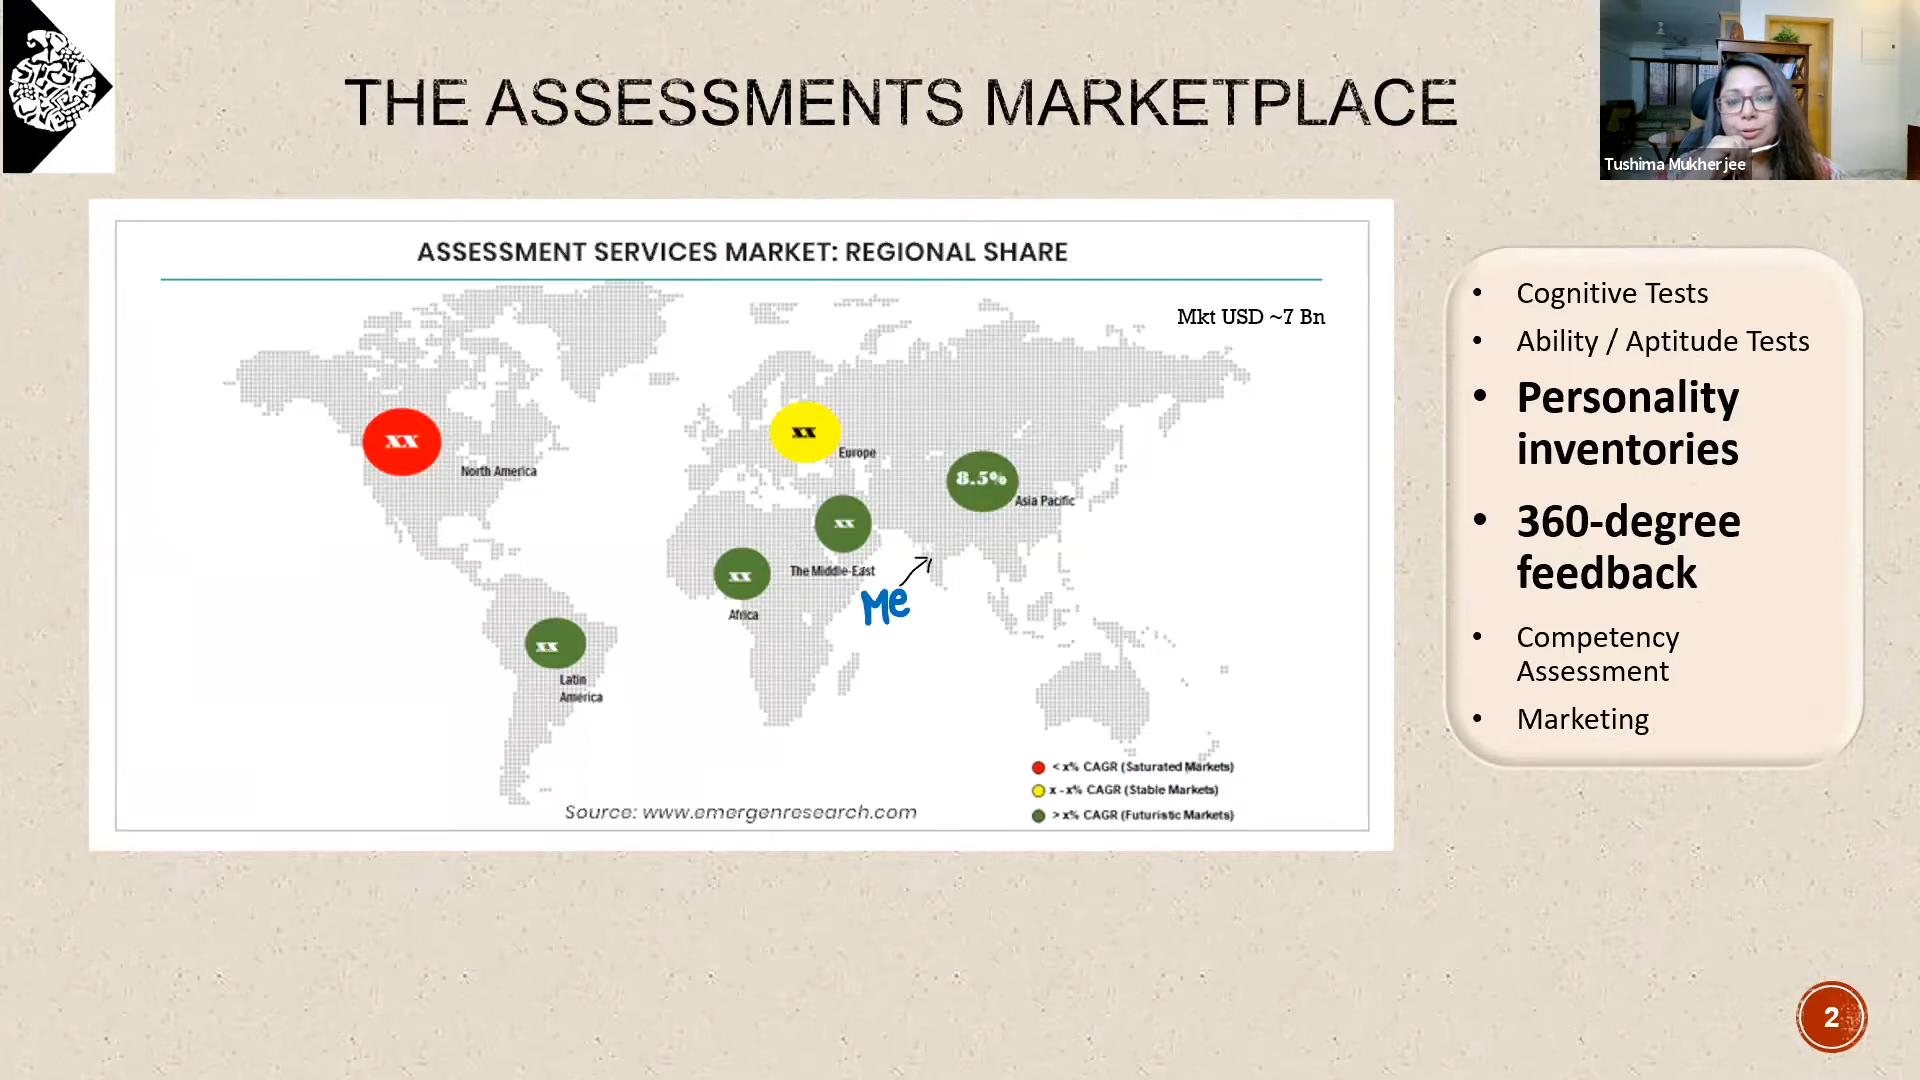 THE ASSESSMENTS MARKETPLACE
Tushima Mukherjee
ASSESSMENT SERVICES MARKET: REGIONAL SHARE
Mkt USD ~7 Bn
xx
North America
xx
Europe
8.5%
Asia Pacific
xx
The Middle-East
xx
Africa
Me
xx
Latin
America
< x% CAGR (Saturated Markets)
x - x% CAGR (Stable Markets)
> x% CAGR (Futuristic Markets)
Source: www.emergenresearch.com
• Cognitive Tests
• Ability / Aptitude Tests
• Personality
inventories
• 360-degree
feedback
• Competency
Assessment
• Marketing
2